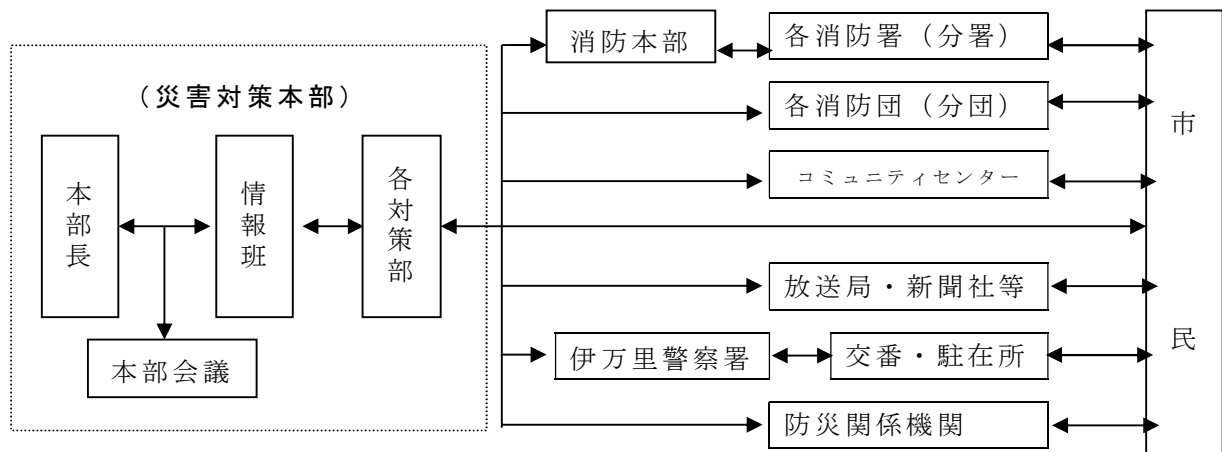 消防本部
各消防署（分署）
（災害対策本部）
各消防団（分団）
コミュニティセンター
本部長
情報班
各対策部
放送局・新聞社等
本部会議
伊万里警察署
交番・駐在所
防災関係機関
市民